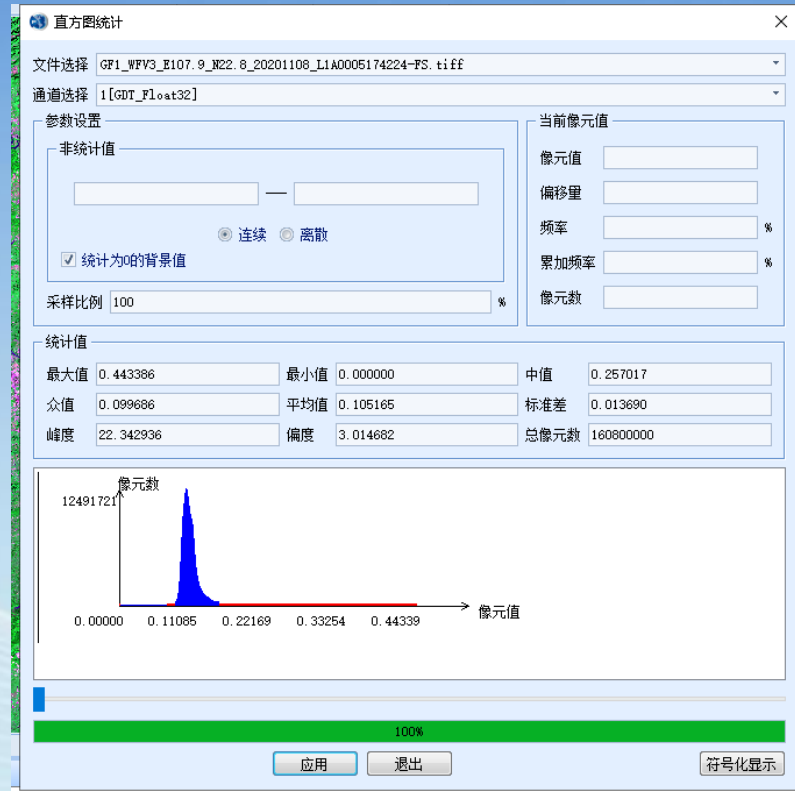 直方图统计
文件选择 GF1_WFV3_E107.9_N22.8_20201108_L1A0005174224-FS.tiff
通道选择 1[GDT_Float32]
参数设置
非统计值
—
连续 离散
统计为0的背景值
采样比例 100 %
当前像元值
像元值
偏移量
频率 %
累加频率 %
像元数
统计值
最大值 0.443386 最小值 0.000000 中值 0.257017
众值 0.099686 平均值 0.105165 标准差 0.013690
峰度 22.342936 偏度 3.014682 总像元数 160800000
像元数
12491721
像元值
0.00000 0.11085 0.22169 0.33254 0.44339
100%
应用 退出 符号化显示